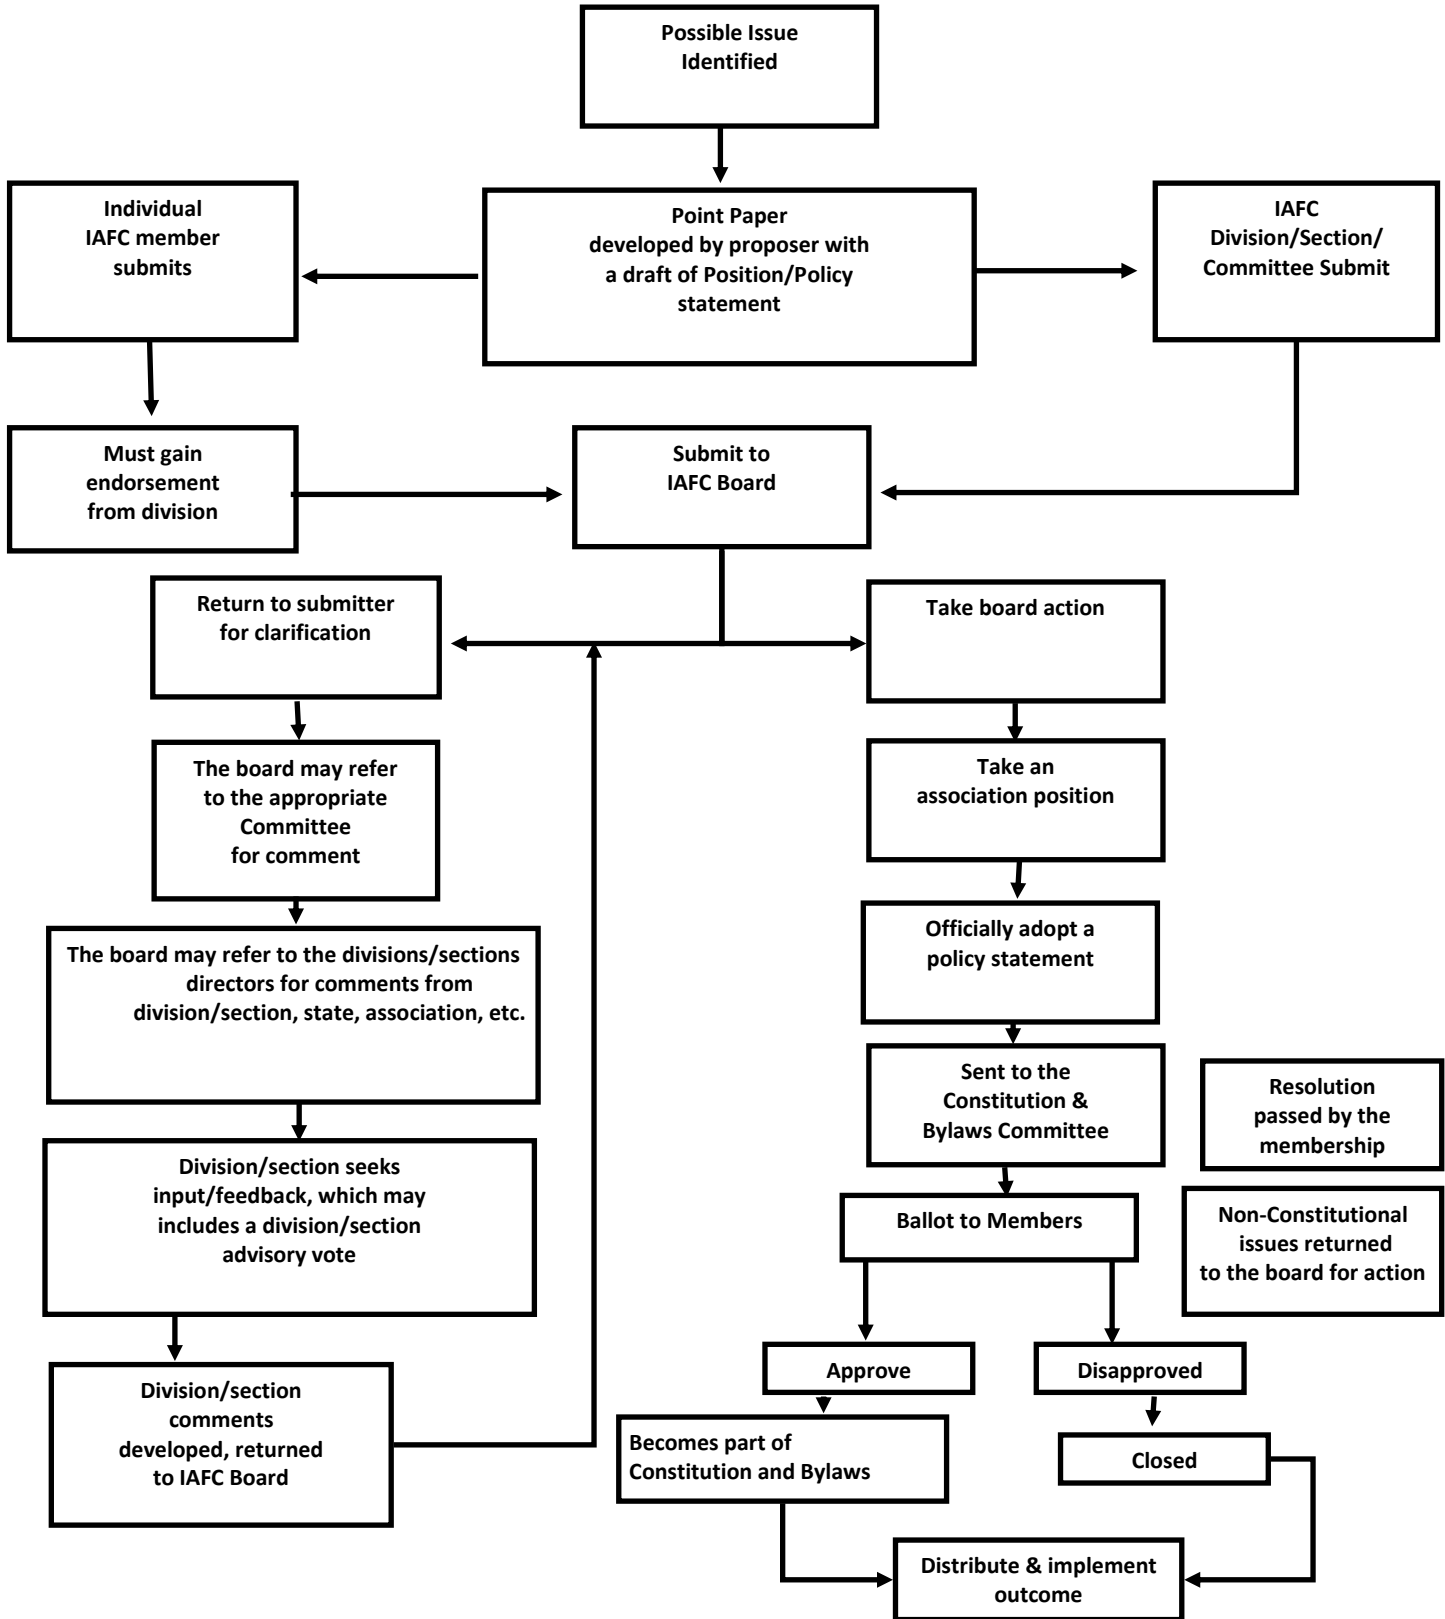 Possible Issue
Identified
Individual
IAFC member
submits
Point Paper
developed by proposer with
a draft of Position/Policy
statement
IAFC
Division/Section/
Committee Submit
Must gain
endorsement
from division
Submit to
IAFC Board
Return to submitter
for clarification
Take board action
The board may refer
to the appropriate
Committee
for comment
Take an
association position
The board may refer to the divisions/sections
directors for comments from
division/section, state, association, etc.
Officially adopt a
policy statement
Sent to the
Constitution &
Bylaws Committee
Resolution
passed by the
membership
Division/section seeks
input/feedback, which may
includes a division/section
advisory vote
Ballot to Members
Non-Constitutional
issues returned
to the board for action
Approve
Disapproved
Division/section
comments
developed, returned
to IAFC Board
Becomes part of
Constitution and Bylaws
Closed
Distribute & implement
outcome